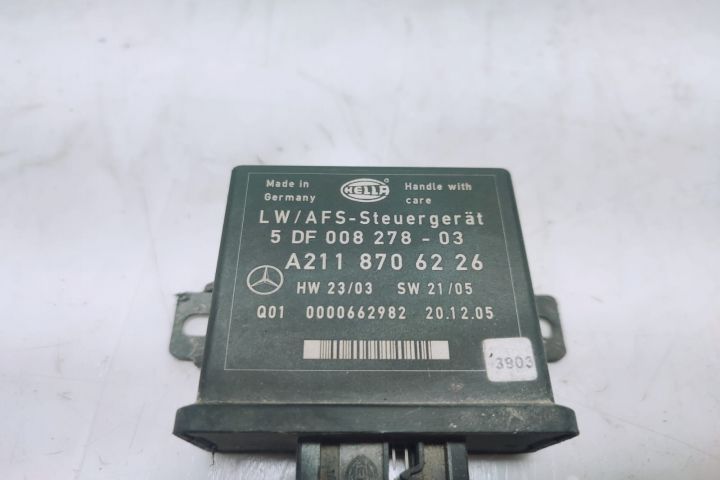 Made in Germany
HELLA
Handle with care
LW/AFS-Steuergerät
5 DF 008 278 - 03
A211 870 62 26
HW 23/03 SW 21/05
Q01 0000662982 20.12.05
3903